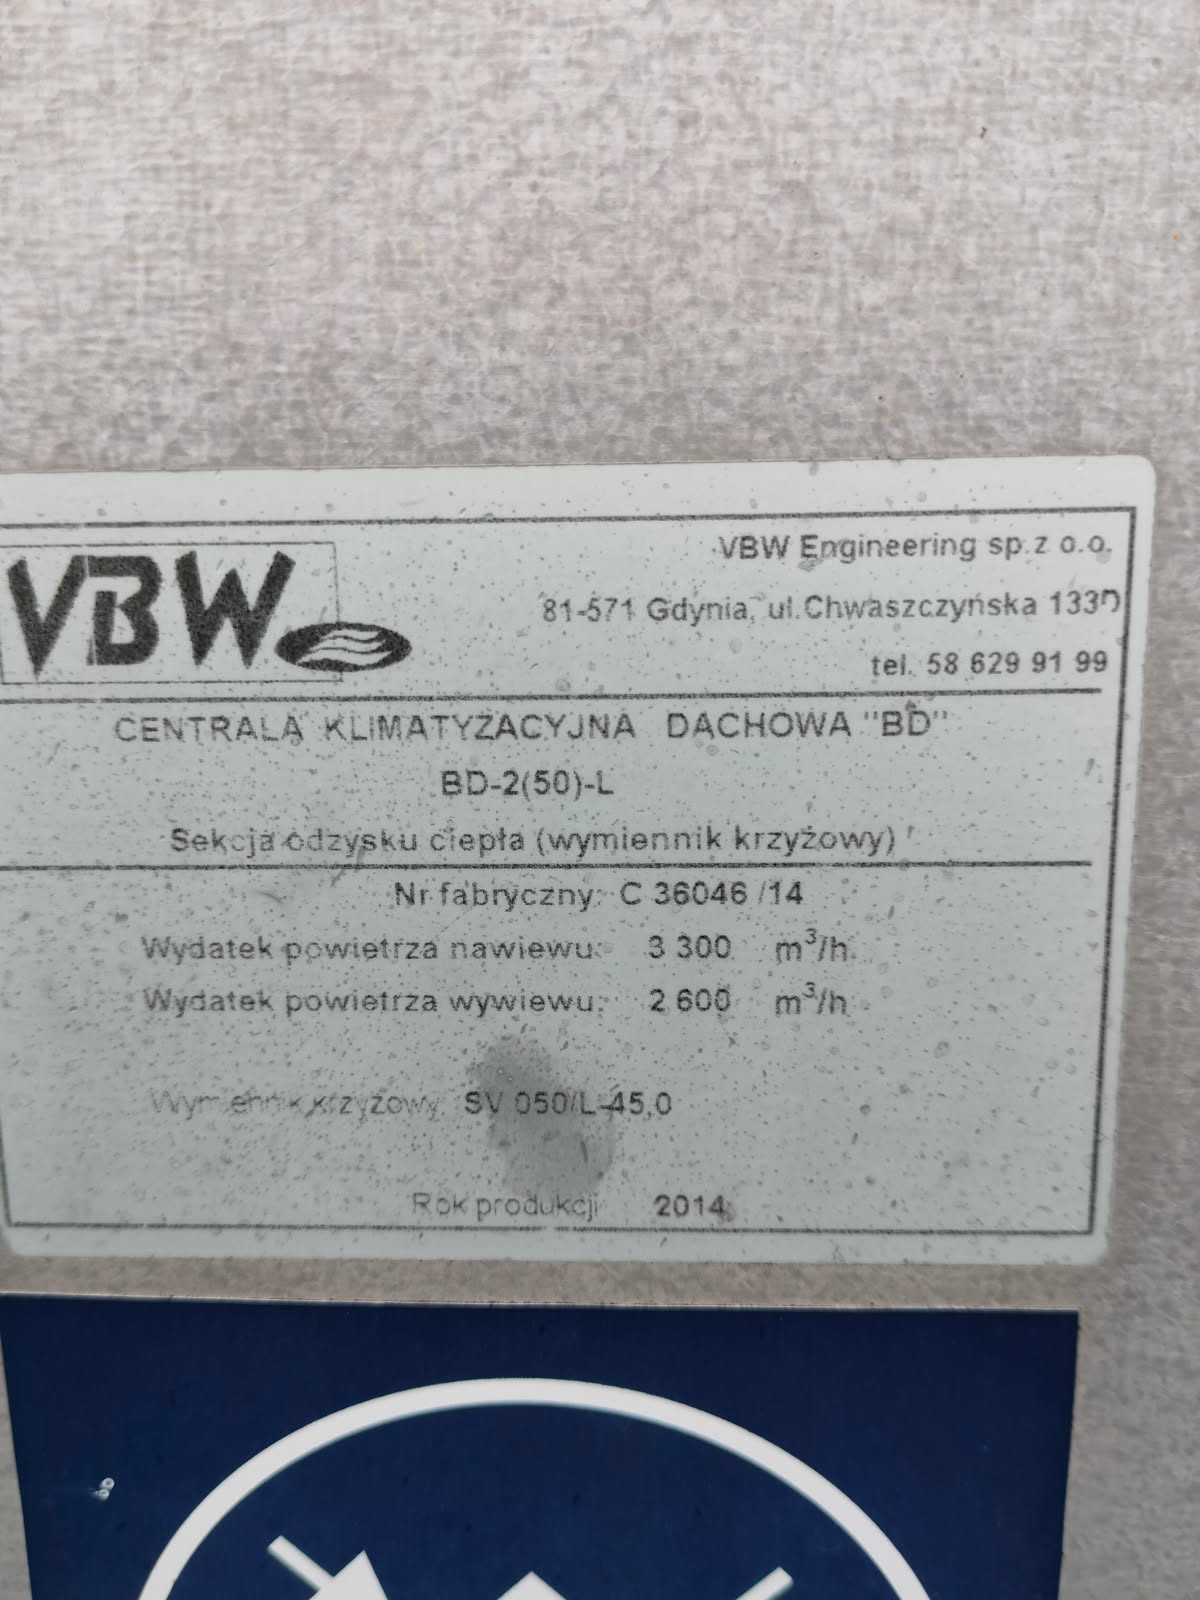 VBW
VBW Engineering sp.z o.o.
81-571 Gdynia, ul.Chwaszczyńska 133D
tel. 58 629 91 99
CENTRALA KLIMATYZACYJNA DACHOWA "BD"
BD-2(50)-L
Sekcja odzysku ciepła (wymiennik krzyżowy)
Nr fabryczny: C 36046 /14
Wydatek powietrza nawiewu: 3 300 m³/h
Wydatek powietrza wywiewu: 2 600 m³/h
Wymiennik krzyżowy: SV 050/L-45,0
Rok produkcji 2014